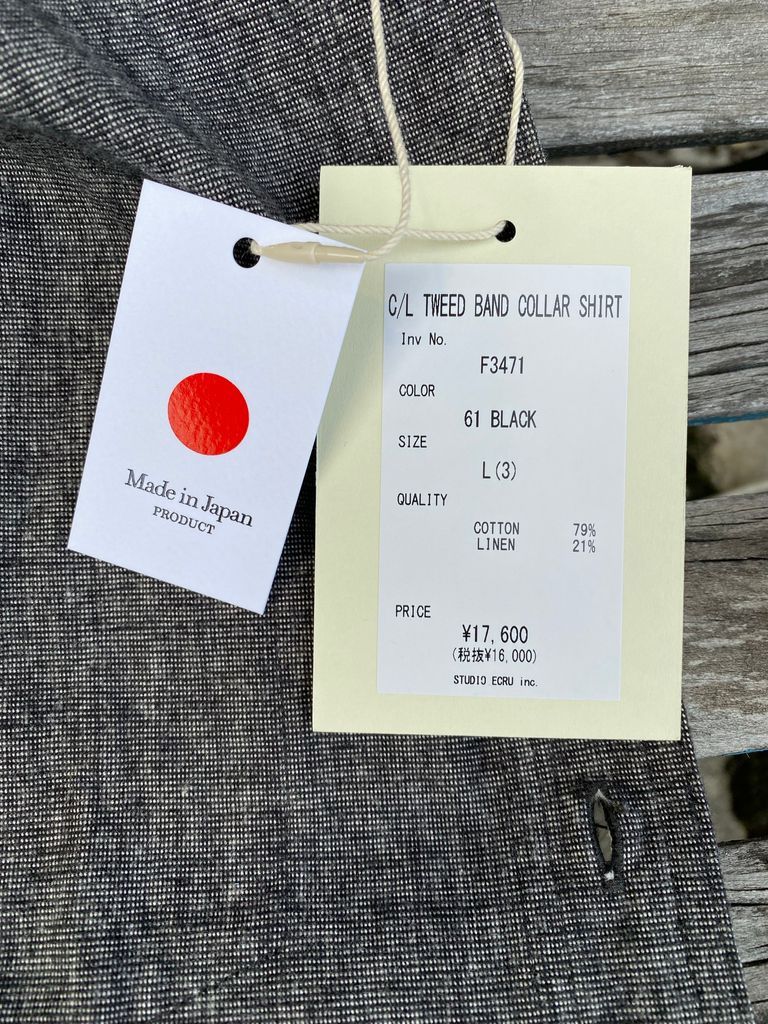 Made in Japan
PRODUCT
C/L TWEED BAND COLLAR SHIRT
Inv No.
F3471
COLOR
61 BLACK
SIZE
L(3)
QUALITY
COTTON 79%
LINEN 21%
PRICE
¥17,600
(税抜¥16,000)
STUDIO ECRU inc.